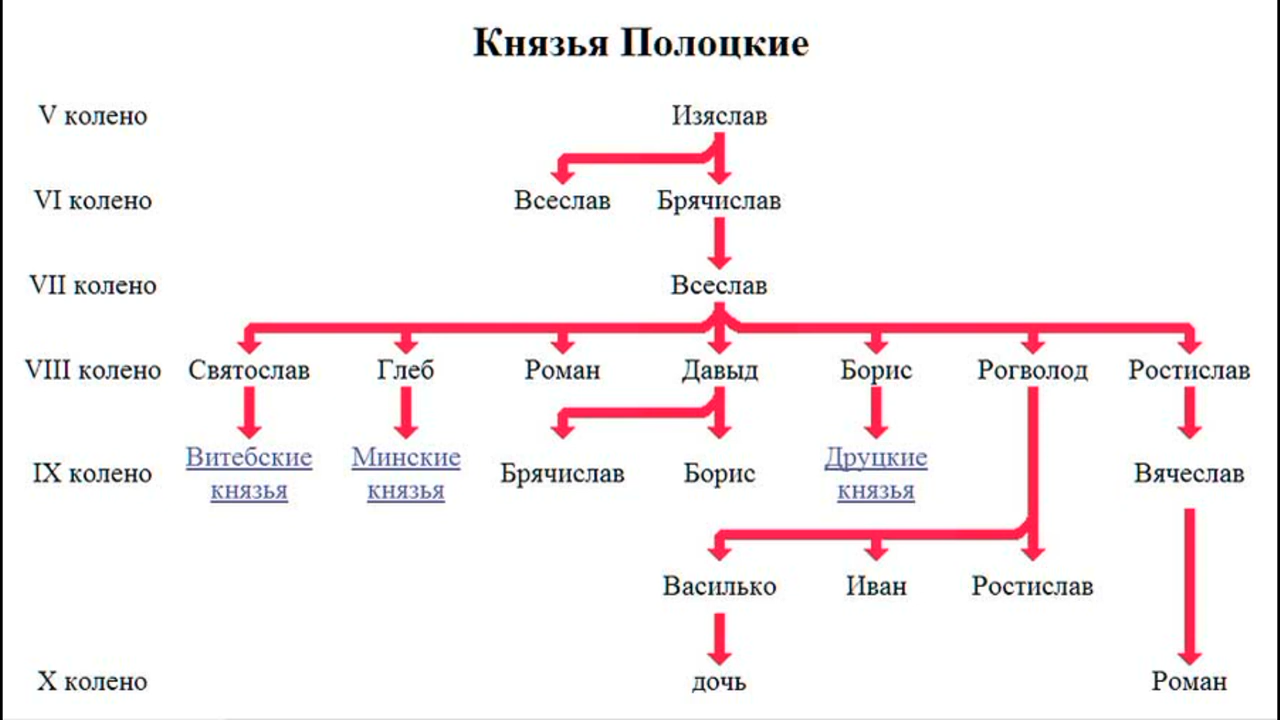 Князья Полоцкие
V колено Изяслав
VI колено Всеслав Брячислав
VII колено Всеслав
VIII колено Святослав Глеб Роман Давыд Борис Рогволод Ростислав
IX колено Витебские князья Минские князья Брячислав Борис Друцкие князья Вячеслав
Василько Иван Ростислав
X колено дочь Роман